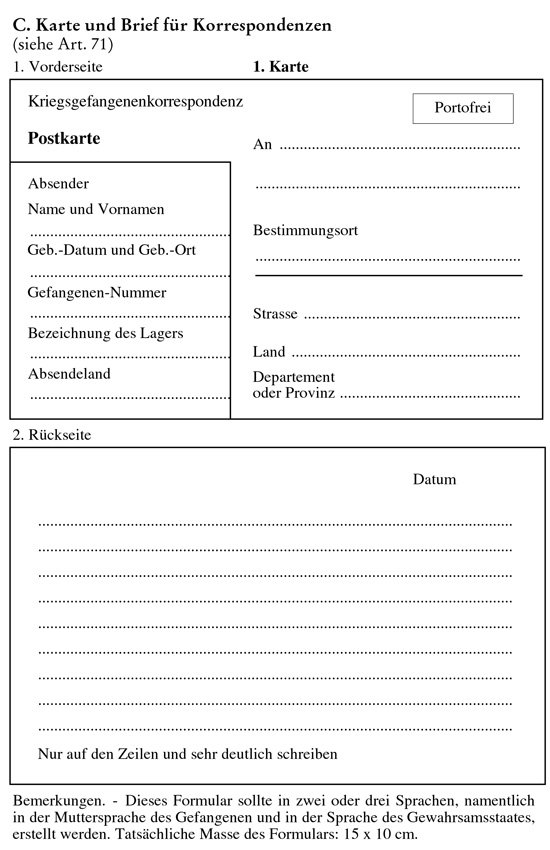 C. Karte und Brief für Korrespondenzen
(siehe Art. 71)
1. Vorderseite
1. Karte
Kriegsgefangenenkorrespondenz
Postkarte
Portofrei
An ............................................................
..................................................................
Bestimmungsort
..................................................................
Strasse ......................................................
Land .........................................................
Departement
oder Provinz .............................................
Absender
Name und Vornamen
..................................................
Geb.-Datum und Geb.-Ort
..................................................
Gefangenen-Nummer
..................................................
Bezeichnung des Lagers
..................................................
Absendeland
..................................................
2. Rückseite
Datum
Nur auf den Zeilen und sehr deutlich schreiben
Bemerkungen. - Dieses Formular sollte in zwei oder drei Sprachen, namentlich
in der Muttersprache des Gefangenen und in der Sprache des Gewahrsamsstaates,
erstellt werden. Tatsächliche Masse des Formulars: 15 x 10 cm.